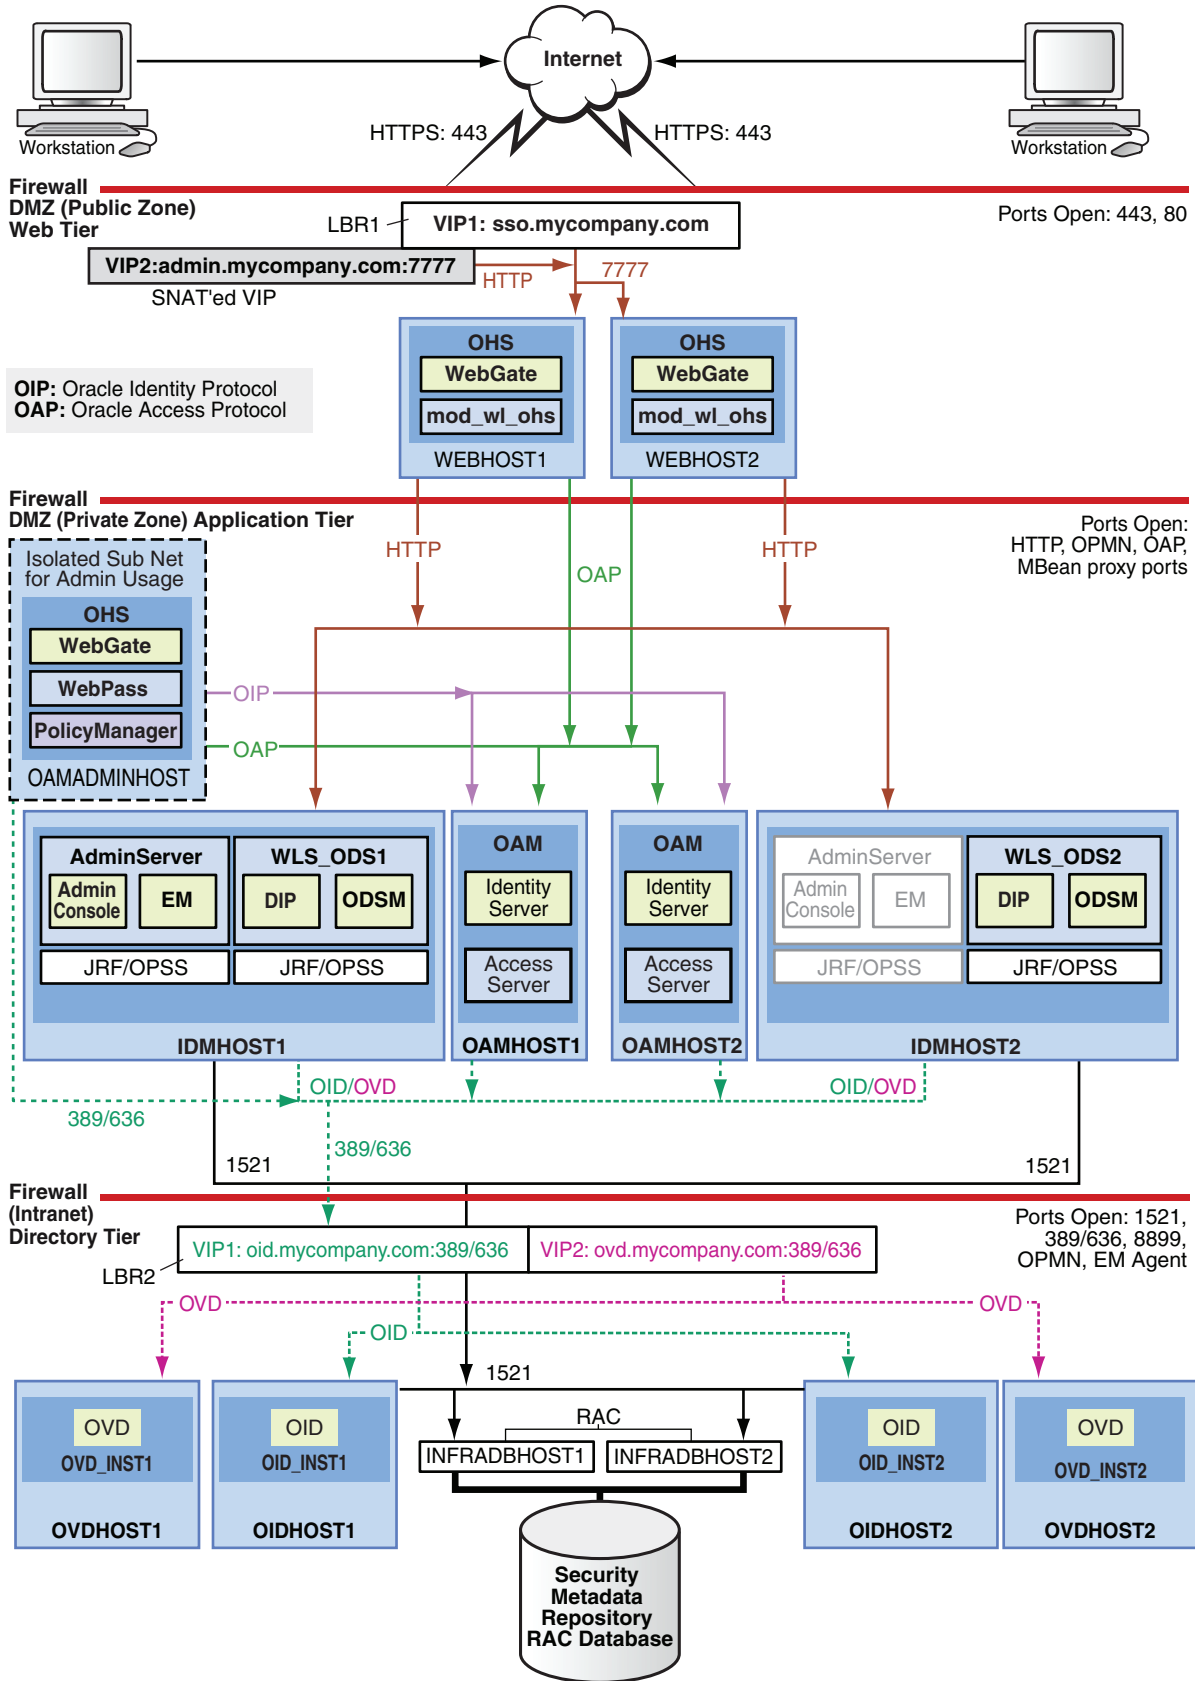 Internet
HTTPS: 443
HTTPS: 443
Workstation
Workstation
Firewall
DMZ (Public Zone)
Web Tier
Ports Open: 443, 80
LBR1
VIP1: sso.mycompany.com
VIP2:admin.mycompany.com:7777
SNAT'ed VIP
HTTP
7777
OHS
WebGate
mod_wl_ohs
WEBHOST1
OHS
WebGate
mod_wl_ohs
WEBHOST2
OIP: Oracle Identity Protocol
OAP: Oracle Access Protocol
Firewall
DMZ (Private Zone) Application Tier
Ports Open:
HTTP, OPMN, OAP,
MBean proxy ports
HTTP
OAP
HTTP
Isolated Sub Net
for Admin Usage
OHS
WebGate
WebPass
PolicyManager
OAMADMINHOST
OIP
OAP
AdminServer
Admin
Console
EM
JRF/OPSS
WLS_ODS1
DIP
ODSM
JRF/OPSS
IDMHOST1
OAM
Identity
Server
Access
Server
OAMHOST1
OAM
Identity
Server
Access
Server
OAMHOST2
AdminServer
Admin
Console
EM
JRF/OPSS
WLS_ODS2
DIP
ODSM
JRF/OPSS
IDMHOST2
OID/OVD
OID/OVD
389/636
389/636
1521
1521
Firewall
(Intranet)
Directory Tier
Ports Open: 1521,
389/636, 8899,
OPMN, EM Agent
VIP1: oid.mycompany.com:389/636
VIP2: ovd.mycompany.com:389/636
LBR2
OVD
OVD
OID
1521
OVD
OVD_INST1
OVDHOST1
OID
OID_INST1
OIDHOST1
RAC
INFRADBHOST1
INFRADBHOST2
OID
OID_INST2
OIDHOST2
OVD
OVD_INST2
OVDHOST2
Security
Metadata
Repository
RAC Database